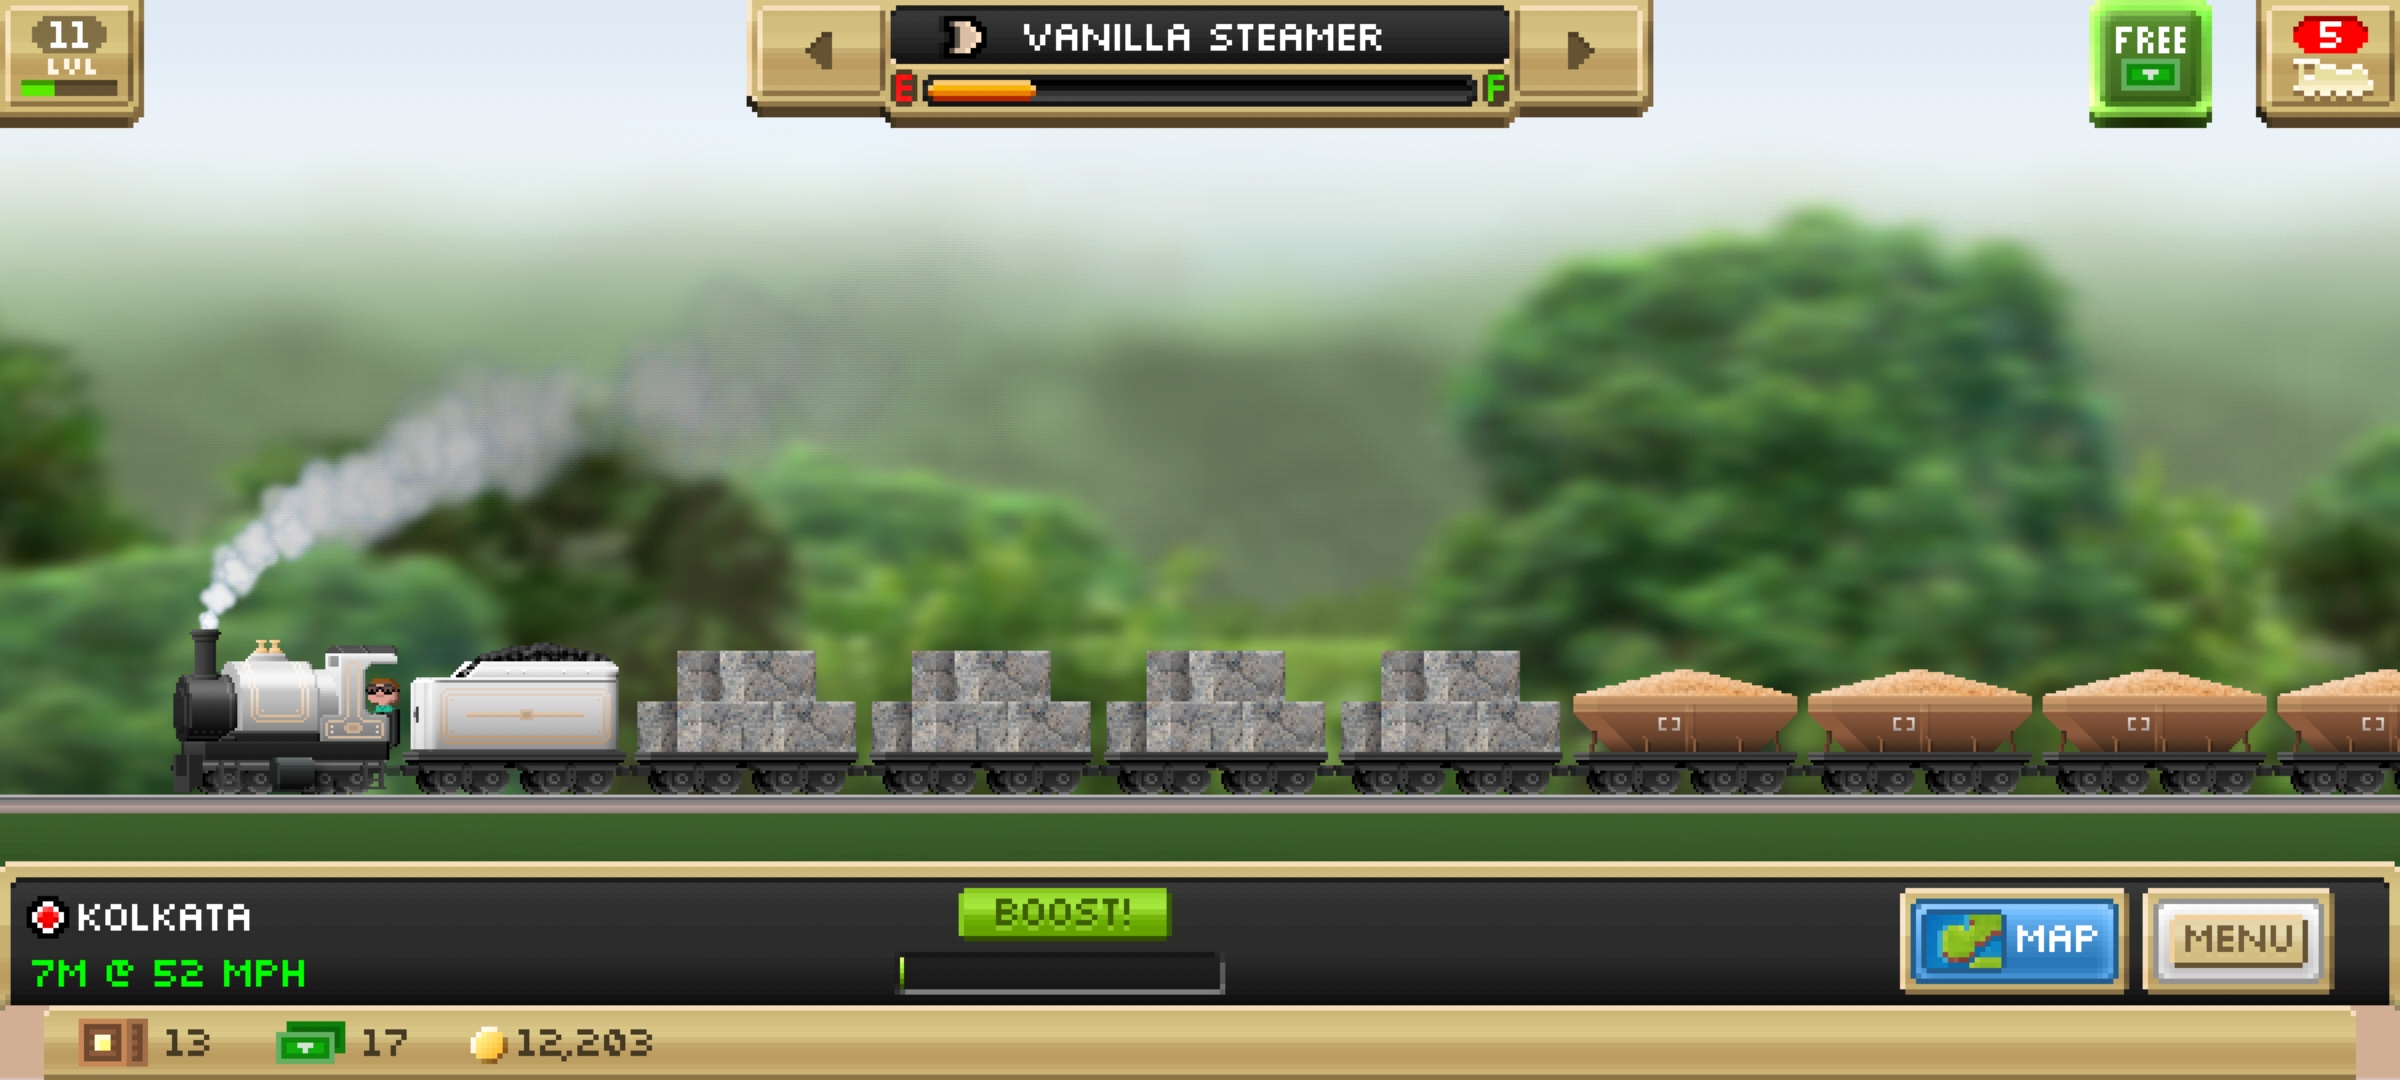 11
LVL
VANILLA STEAMER
E F
FREE
5
KOLKATA
7M @ 52 MPH
BOOST!
MAP
MENU
13
17
12,203